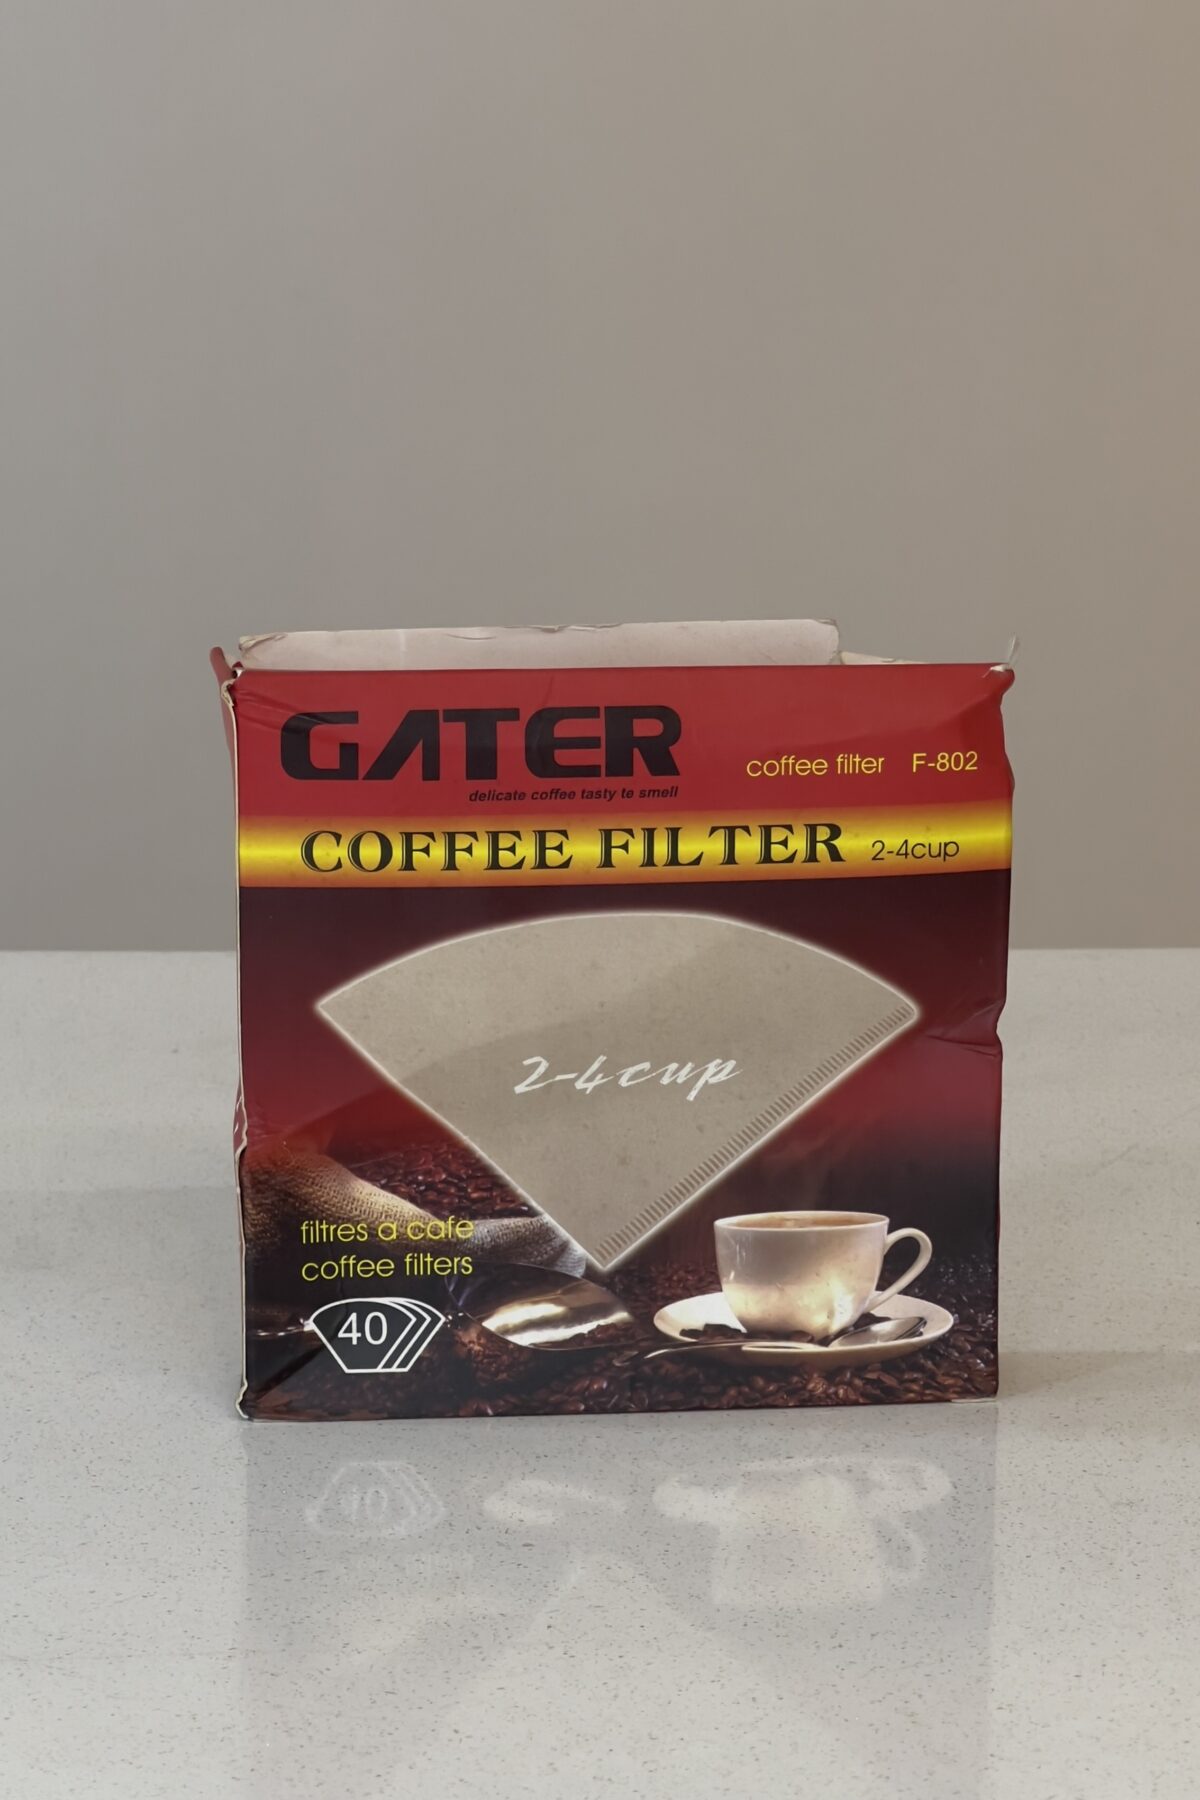 GATER
delicate coffee tasty te smell
coffee filter F-802
COFFEE FILTER 2-4cup
2-4cup
filtres a cafe
coffee filters
40